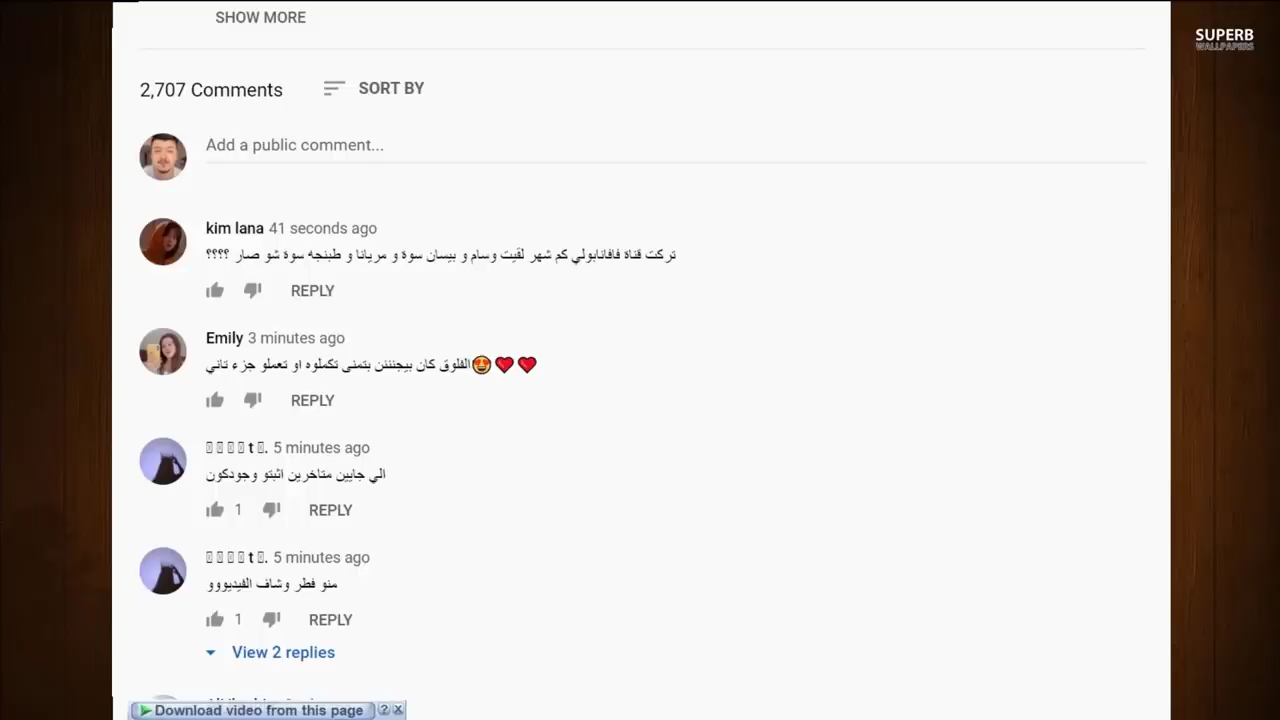 SHOW MORE
SUPERB
WALLPAPERS
2,707 Comments
SORT BY
Add a public comment...
kim lana 41 seconds ago
تركت قناة فافانابولي كم شهر لقيت وسام و بيسان سوة و مريانا و طبنجه سوة شو صار ؟؟؟؟
REPLY
Emily 3 minutes ago
الفلوق كان بيجنننن بتمنى تكملوه او تعملو جزء تاني😍❤️❤️
REPLY
t . 5 minutes ago
الي جايين متاخرين اثبتو وجودكون
1 REPLY
t . 5 minutes ago
منو فطر وشاف الفيديووو
1 REPLY
View 2 replies
Download video from this page ? X